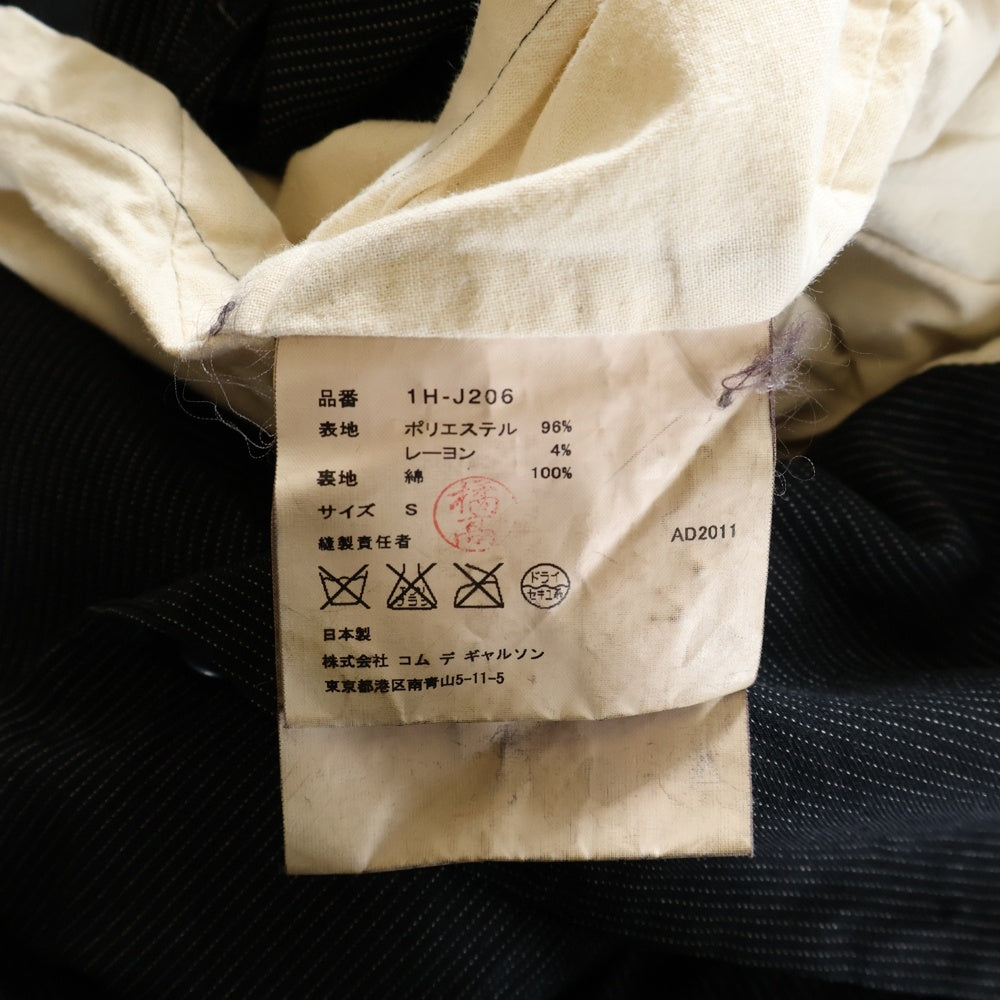 品番 1H-J206
表地 ポリエステル 96%
レーヨン 4%
裏地 綿 100%
サイズ S
橋高
縫製責任者
AD2011
ドライ
セキユ系
日本製
株式会社 コム デ ギャルソン
東京都港区南青山5-11-5